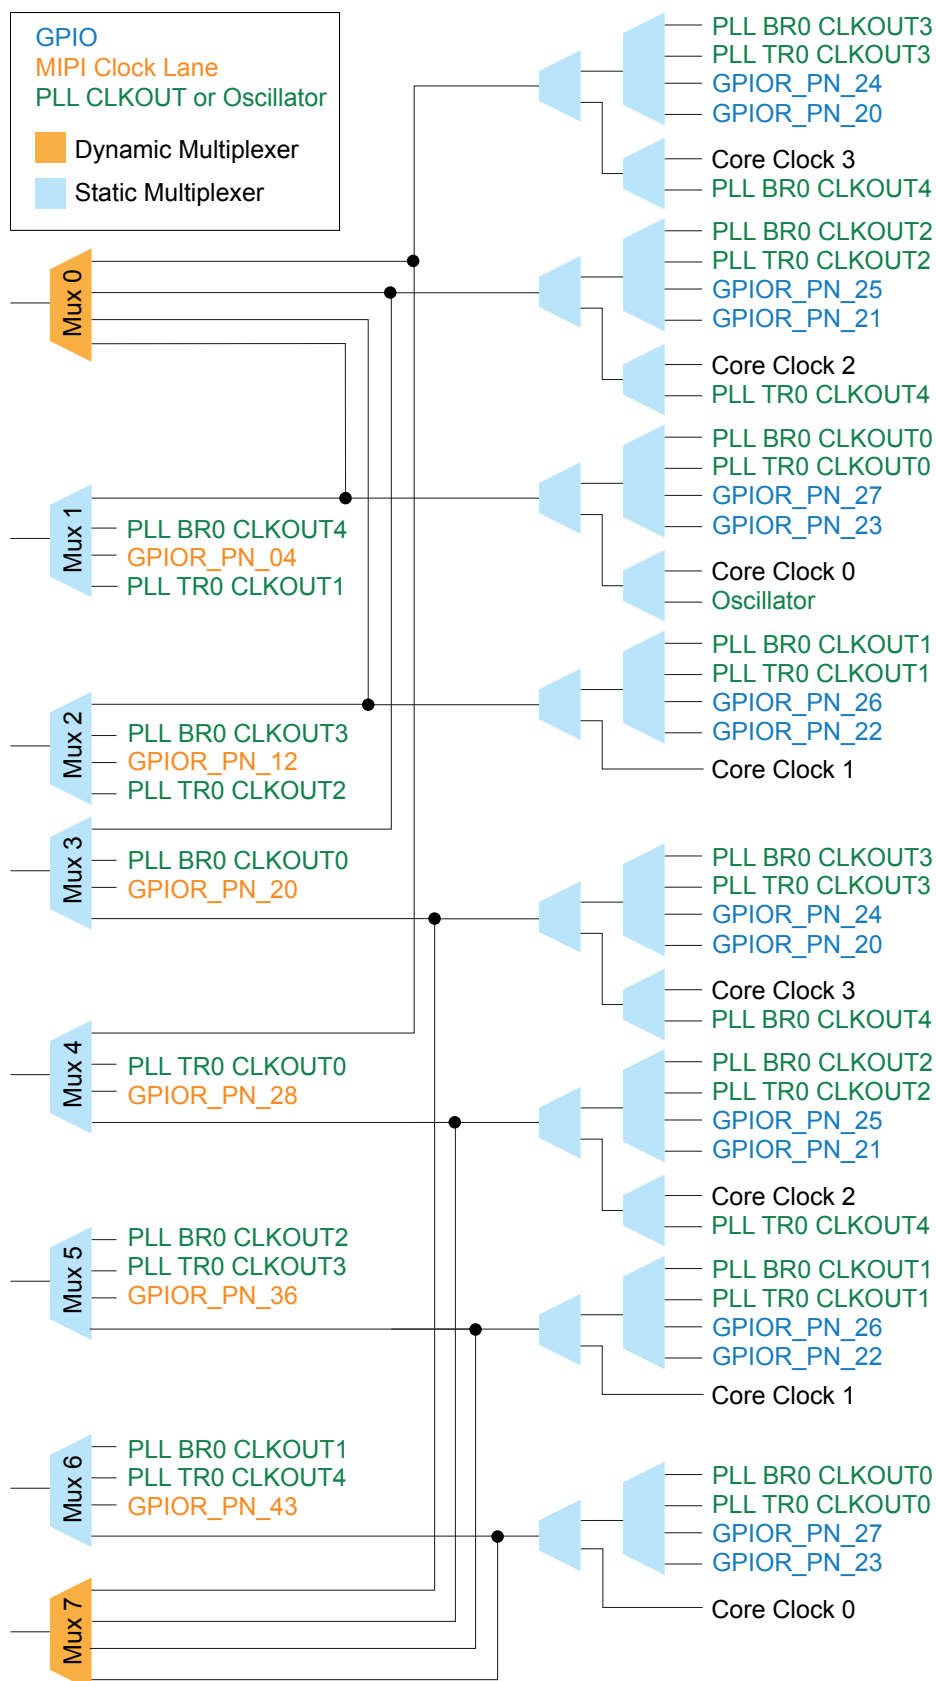 GPIO
MIPI Clock Lane
PLL CLKOUT or Oscillator
Dynamic Multiplexer
Static Multiplexer
PLL BR0 CLKOUT3
PLL TR0 CLKOUT3
GPIOR_PN_24
GPIOR_PN_20
Core Clock 3
PLL BR0 CLKOUT4
Mux 0
PLL BR0 CLKOUT2
PLL TR0 CLKOUT2
GPIOR_PN_25
GPIOR_PN_21
Core Clock 2
PLL TR0 CLKOUT4
PLL BR0 CLKOUT0
PLL TR0 CLKOUT0
GPIOR_PN_27
GPIOR_PN_23
Core Clock 0
Oscillator
Mux 1
PLL BR0 CLKOUT4
GPIOR_PN_04
PLL TR0 CLKOUT1
PLL BR0 CLKOUT1
PLL TR0 CLKOUT1
GPIOR_PN_26
GPIOR_PN_22
Core Clock 1
Mux 2
PLL BR0 CLKOUT3
GPIOR_PN_12
PLL TR0 CLKOUT2
Mux 3
PLL BR0 CLKOUT0
GPIOR_PN_20
PLL BR0 CLKOUT3
PLL TR0 CLKOUT3
GPIOR_PN_24
GPIOR_PN_20
Core Clock 3
PLL BR0 CLKOUT4
Mux 4
PLL TR0 CLKOUT0
GPIOR_PN_28
PLL BR0 CLKOUT2
PLL TR0 CLKOUT2
GPIOR_PN_25
GPIOR_PN_21
Core Clock 2
PLL TR0 CLKOUT4
Mux 5
PLL BR0 CLKOUT2
PLL TR0 CLKOUT3
GPIOR_PN_36
PLL BR0 CLKOUT1
PLL TR0 CLKOUT1
GPIOR_PN_26
GPIOR_PN_22
Core Clock 1
Mux 6
PLL BR0 CLKOUT1
PLL TR0 CLKOUT4
GPIOR_PN_43
PLL BR0 CLKOUT0
PLL TR0 CLKOUT0
GPIOR_PN_27
GPIOR_PN_23
Core Clock 0
Mux 7